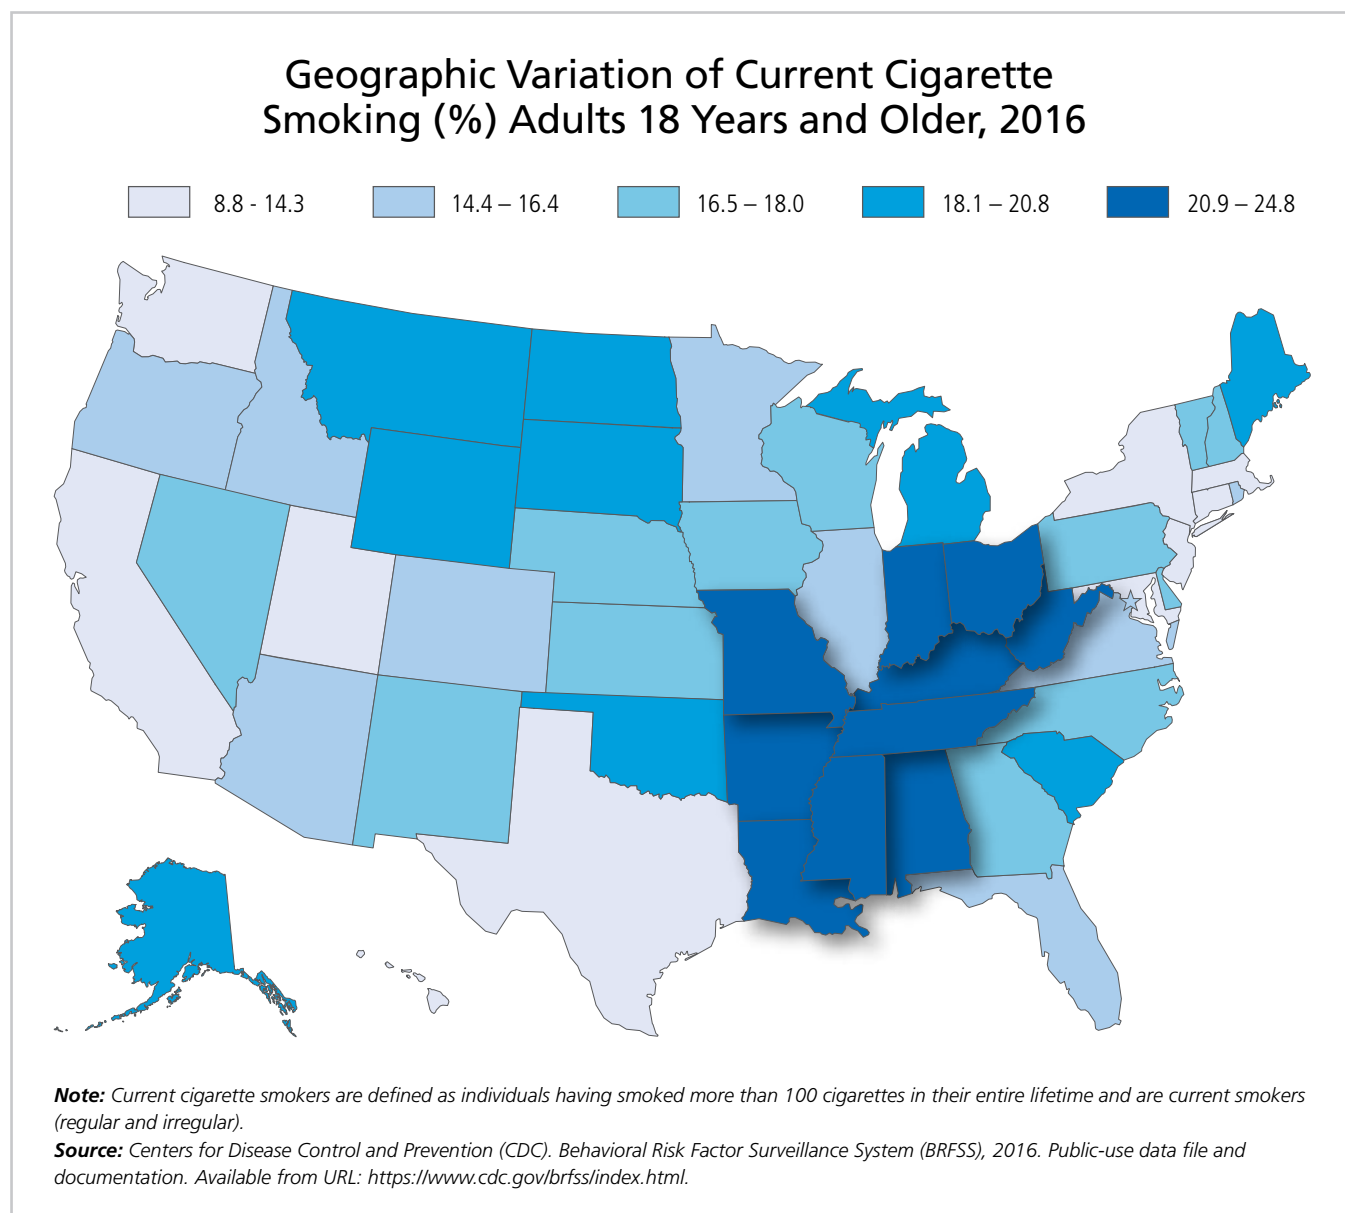 Geographic Variation of Current Cigarette
Smoking (%) Adults 18 Years and Older, 2016
8.8 - 14.3 14.4 – 16.4 16.5 – 18.0 18.1 – 20.8 20.9 – 24.8
Note: Current cigarette smokers are defined as individuals having smoked more than 100 cigarettes in their entire lifetime and are current smokers
(regular and irregular).
Source: Centers for Disease Control and Prevention (CDC). Behavioral Risk Factor Surveillance System (BRFSS), 2016. Public-use data file and
documentation. Available from URL: https://www.cdc.gov/brfss/index.html.